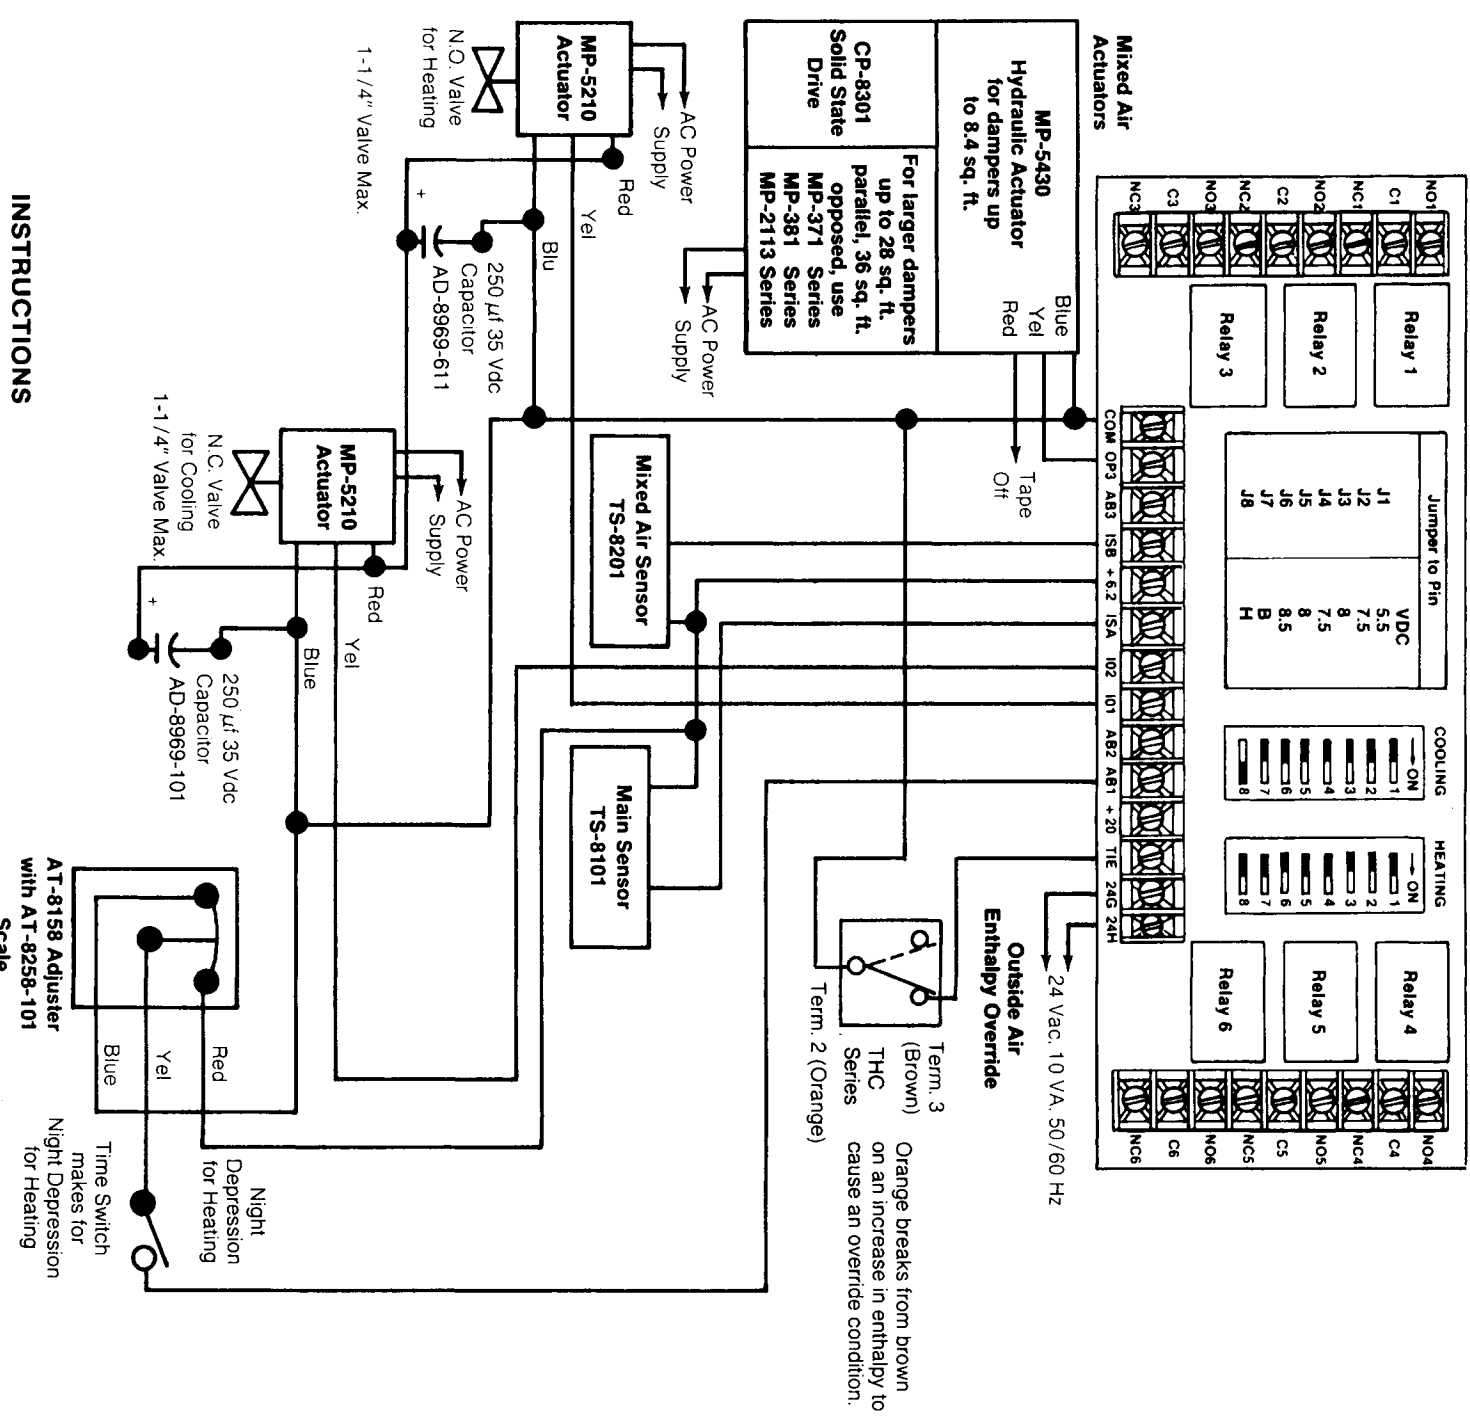 Mixed Air
Actuators
MP-5430
Hydraulic Actuator
for dampers up
to 8.4 sq. ft.
Blue
Yel
Red
CP-8301
Solid State
Drive
For larger dampers
up to 28 sq. ft.
parallel, 36 sq. ft.
opposed, use
MP-371 Series
MP-381 Series
MP-2113 Series
AC Power
Supply
Tape
Off
MP-5210
Actuator
AC Power
Supply
N.O. Valve
for Heating
1-1/4" Valve Max.
Red
Yel
Blu
+
250 µf 35 Vdc
Capacitor
AD-8969-611
MP-5210
Actuator
AC Power
Supply
N.C. Valve
for Cooling
1-1/4" Valve Max.
Red
Yel
Blue
+
250 µf 35 Vdc
Capacitor
AD-8969-101
Mixed Air Sensor
TS-8201
Main Sensor
TS-8101
NO1
C1
NC1
NO2
C2
NC2
NO3
C3
NC3
Relay 1
Relay 2
Relay 3
Jumper to Pin
VDC
J1 5.5
J2 7.5
J3 8
J4 7.5
J5 8
J6 8.5
J7 B
J8 H
COOLING
→ON
1
2
3
4
5
16
7
8
HEATING
→ON
1
2
3
4
5
6
7
8
Relay 4
Relay 5
Relay 6
NO4
C4
NC4
NO5
C5
NC5
NO6
C6
NC6
COM
OP3
AB3
ISB
+ 6.2
ISA
IO2
IO1
AB2
AB1
+ 20
TIE
24G
24H
24 Vac, 10 VA, 50/60 Hz
Outside Air
Enthalpy Override
Term. 3
(Brown)
THC
Series
Term. 2 (Orange)
Orange breaks from brown
on an increase in enthalpy to
cause an override condition.
AT-8158 Adjuster
with AT-8258-101
Scale
Red
Yel
Blue
Night
Depression
for Heating
Time Switch
makes for
Night Depression
for Heating
INSTRUCTIONS